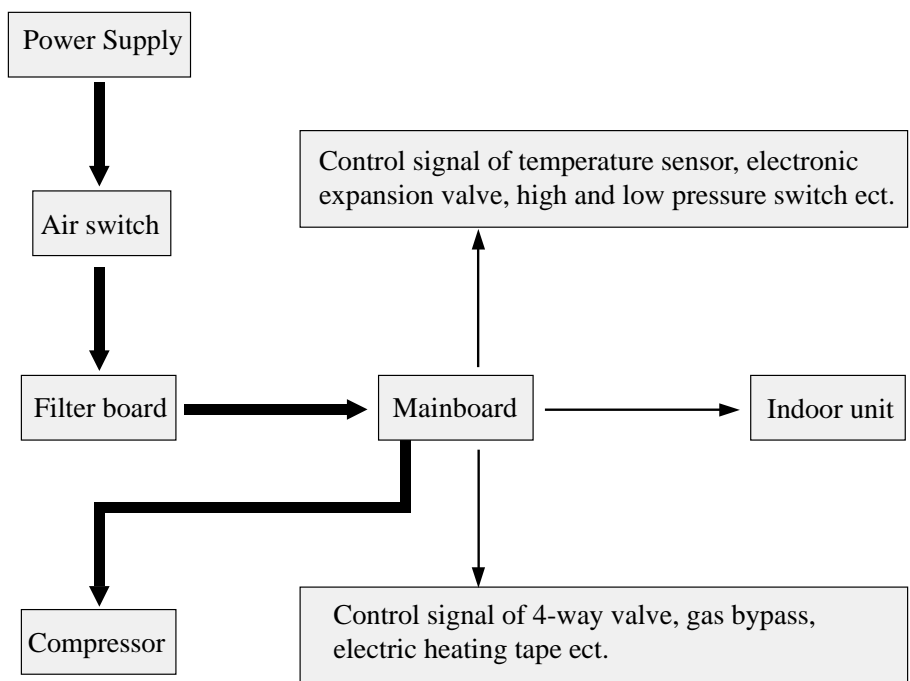 Power Supply
Control signal of temperature sensor, electronic
expansion valve, high and low pressure switch ect.
Air switch
Filter board
Mainboard
Indoor unit
Compressor
Control signal of 4-way valve, gas bypass,
electric heating tape ect.